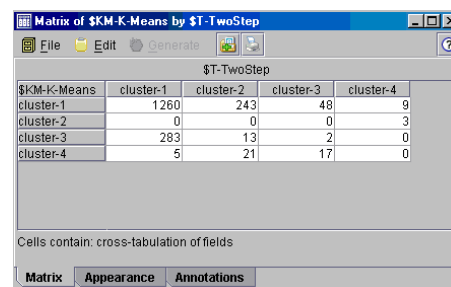 Matrix of $KM-K-Means by $T-TwoStep
File Edit Generate
$T-TwoStep
$KM-K-Means cluster-1 cluster-2 cluster-3 cluster-4
cluster-1 1260 243 48 9
cluster-2 0 0 0 3
cluster-3 283 13 2 0
cluster-4 5 21 17 0
Cells contain: cross-tabulation of fields
Matrix Appearance Annotations